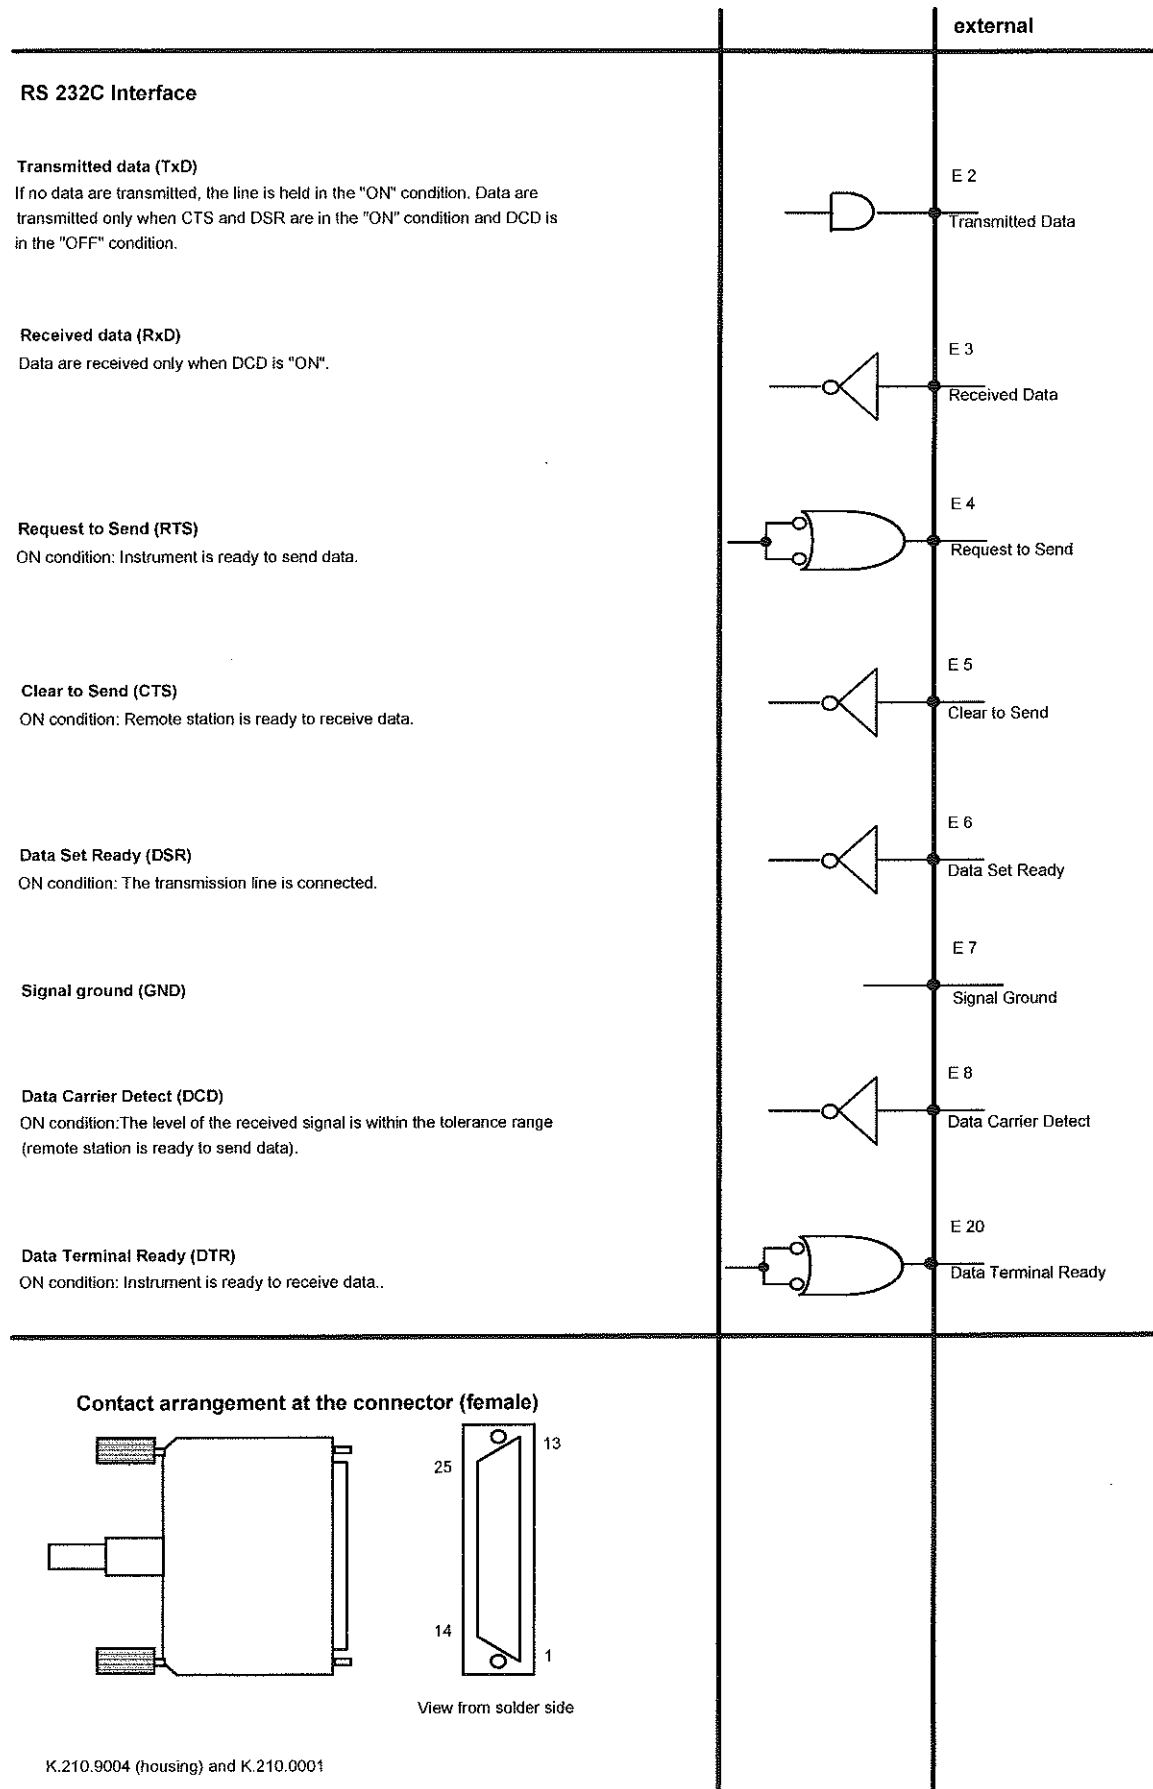 external
RS 232C Interface
Transmitted data (TxD)
If no data are transmitted, the line is held in the "ON" condition. Data are
transmitted only when CTS and DSR are in the "ON" condition and DCD is
in the "OFF" condition.
E 2
Transmitted Data
Received data (RxD)
Data are received only when DCD is "ON".
E 3
Received Data
Request to Send (RTS)
ON condition: Instrument is ready to send data.
E 4
Request to Send
Clear to Send (CTS)
ON condition: Remote station is ready to receive data.
E 5
Clear to Send
Data Set Ready (DSR)
ON condition: The transmission line is connected.
E 6
Data Set Ready
Signal ground (GND)
E 7
Signal Ground
Data Carrier Detect (DCD)
ON condition:The level of the received signal is within the tolerance range
(remote station is ready to send data).
E 8
Data Carrier Detect
Data Terminal Ready (DTR)
ON condition: Instrument is ready to receive data..
E 20
Data Terminal Ready
Contact arrangement at the connector (female)
13
25
14
1
View from solder side
K.210.9004 (housing) and K.210.0001